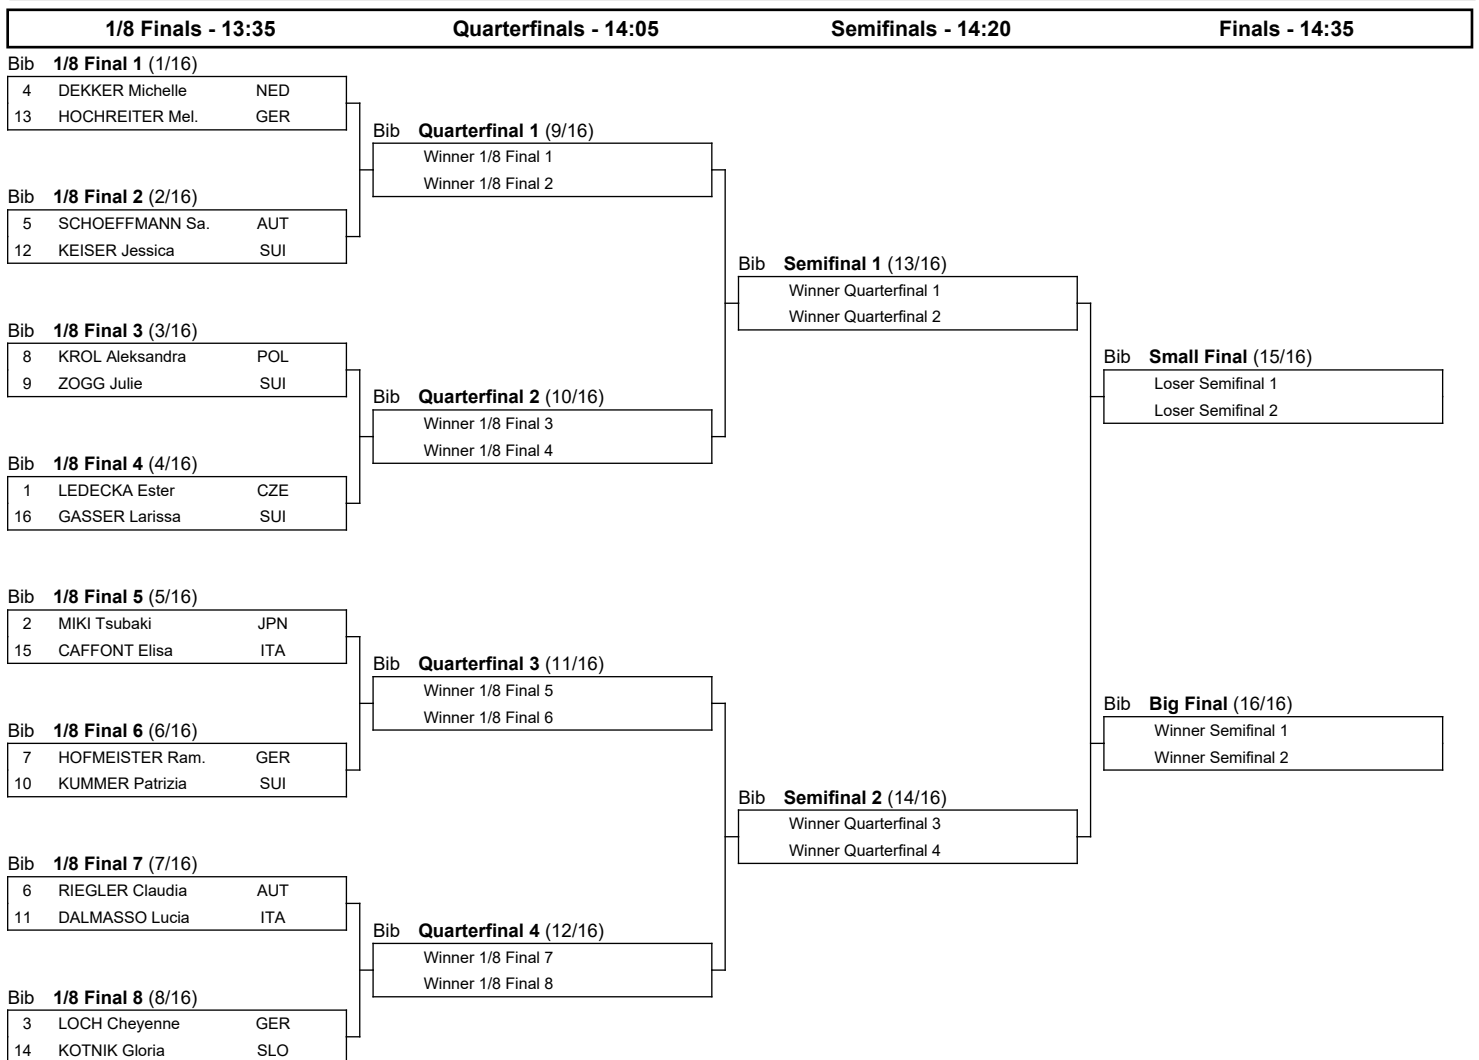 1/8 Finals - 13:35 Quarterfinals - 14:05 Semifinals - 14:20 Finals - 14:35
Bib 1/8 Final 1 (1/16)
4 DEKKER Michelle NED
13 HOCHREITER Mel. GER
Bib 1/8 Final 2 (2/16)
5 SCHOEFFMANN Sa. AUT
12 KEISER Jessica SUI
Bib 1/8 Final 3 (3/16)
8 KROL Aleksandra POL
9 ZOGG Julie SUI
Bib 1/8 Final 4 (4/16)
1 LEDECKA Ester CZE
16 GASSER Larissa SUI
Bib 1/8 Final 5 (5/16)
2 MIKI Tsubaki JPN
15 CAFFONT Elisa ITA
Bib 1/8 Final 6 (6/16)
7 HOFMEISTER Ram. GER
10 KUMMER Patrizia SUI
Bib 1/8 Final 7 (7/16)
6 RIEGLER Claudia AUT
11 DALMASSO Lucia ITA
Bib 1/8 Final 8 (8/16)
3 LOCH Cheyenne GER
14 KOTNIK Gloria SLO
Bib Quarterfinal 1 (9/16)
Winner 1/8 Final 1
Winner 1/8 Final 2
Bib Quarterfinal 2 (10/16)
Winner 1/8 Final 3
Winner 1/8 Final 4
Bib Quarterfinal 3 (11/16)
Winner 1/8 Final 5
Winner 1/8 Final 6
Bib Quarterfinal 4 (12/16)
Winner 1/8 Final 7
Winner 1/8 Final 8
Bib Semifinal 1 (13/16)
Winner Quarterfinal 1
Winner Quarterfinal 2
Bib Semifinal 2 (14/16)
Winner Quarterfinal 3
Winner Quarterfinal 4
Bib Small Final (15/16)
Loser Semifinal 1
Loser Semifinal 2
Bib Big Final (16/16)
Winner Semifinal 1
Winner Semifinal 2